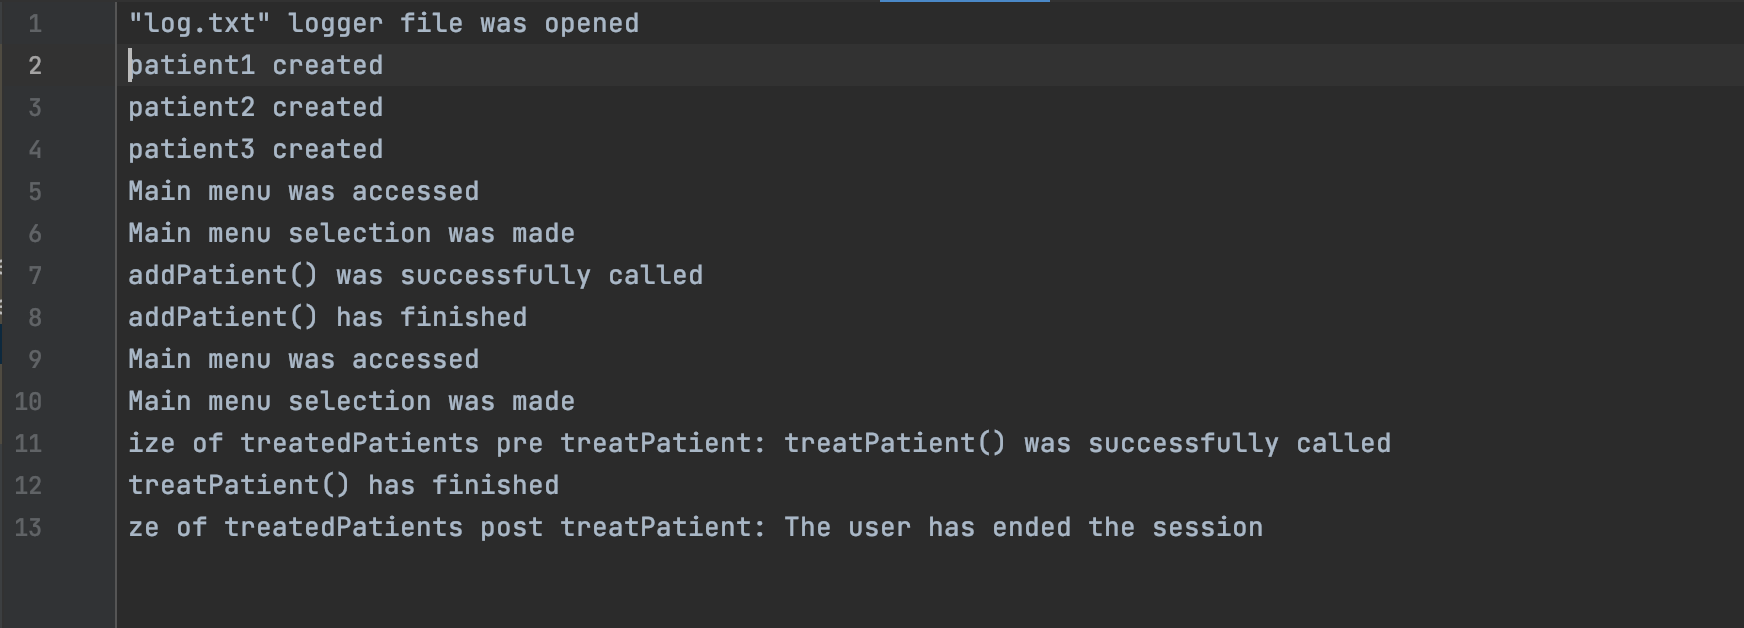 1 "log.txt" logger file was opened
2 patient1 created
3 patient2 created
4 patient3 created
5 Main menu was accessed
6 Main menu selection was made
7 addPatient() was successfully called
8 addPatient() has finished
9 Main menu was accessed
10 Main menu selection was made
11 ize of treatedPatients pre treatPatient: treatPatient() was successfully called
12 treatPatient() has finished
13 ze of treatedPatients post treatPatient: The user has ended the session